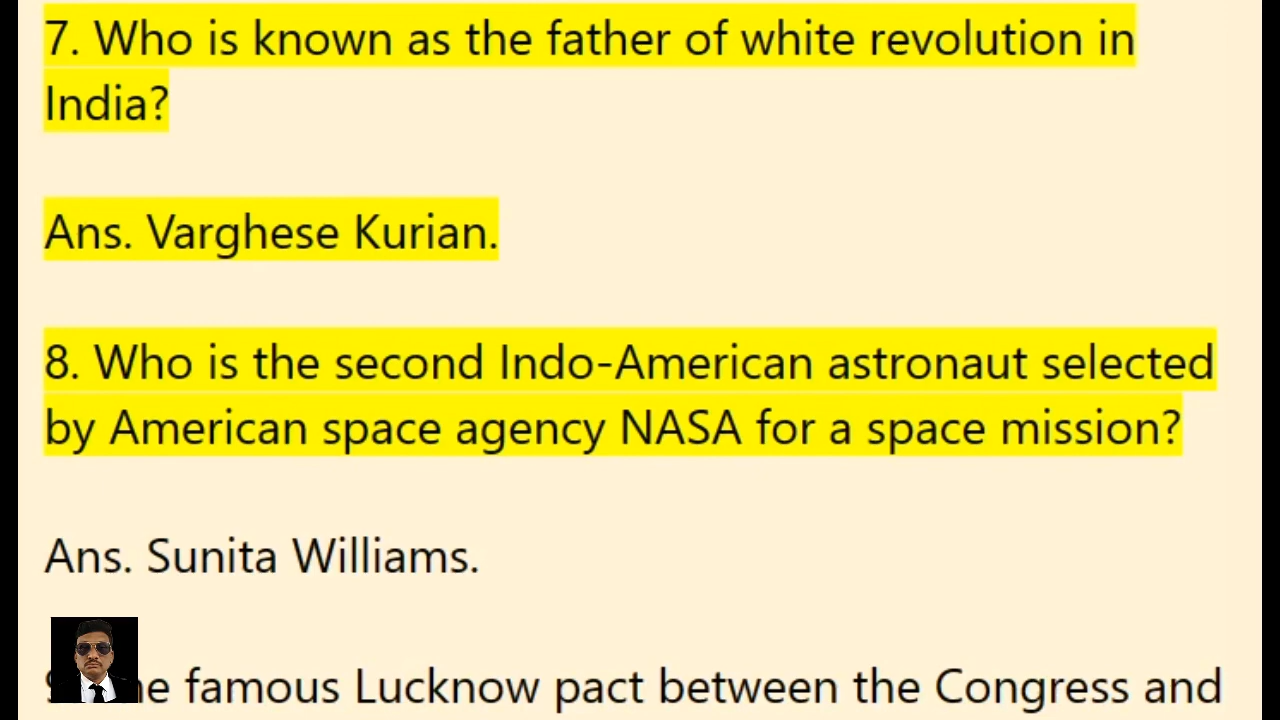 7. Who is known as the father of white revolution in
India?
Ans. Varghese Kurian.
8. Who is the second Indo-American astronaut selected
by American space agency NASA for a space mission?
Ans. Sunita Williams.
famous Lucknow pact between the Congress and